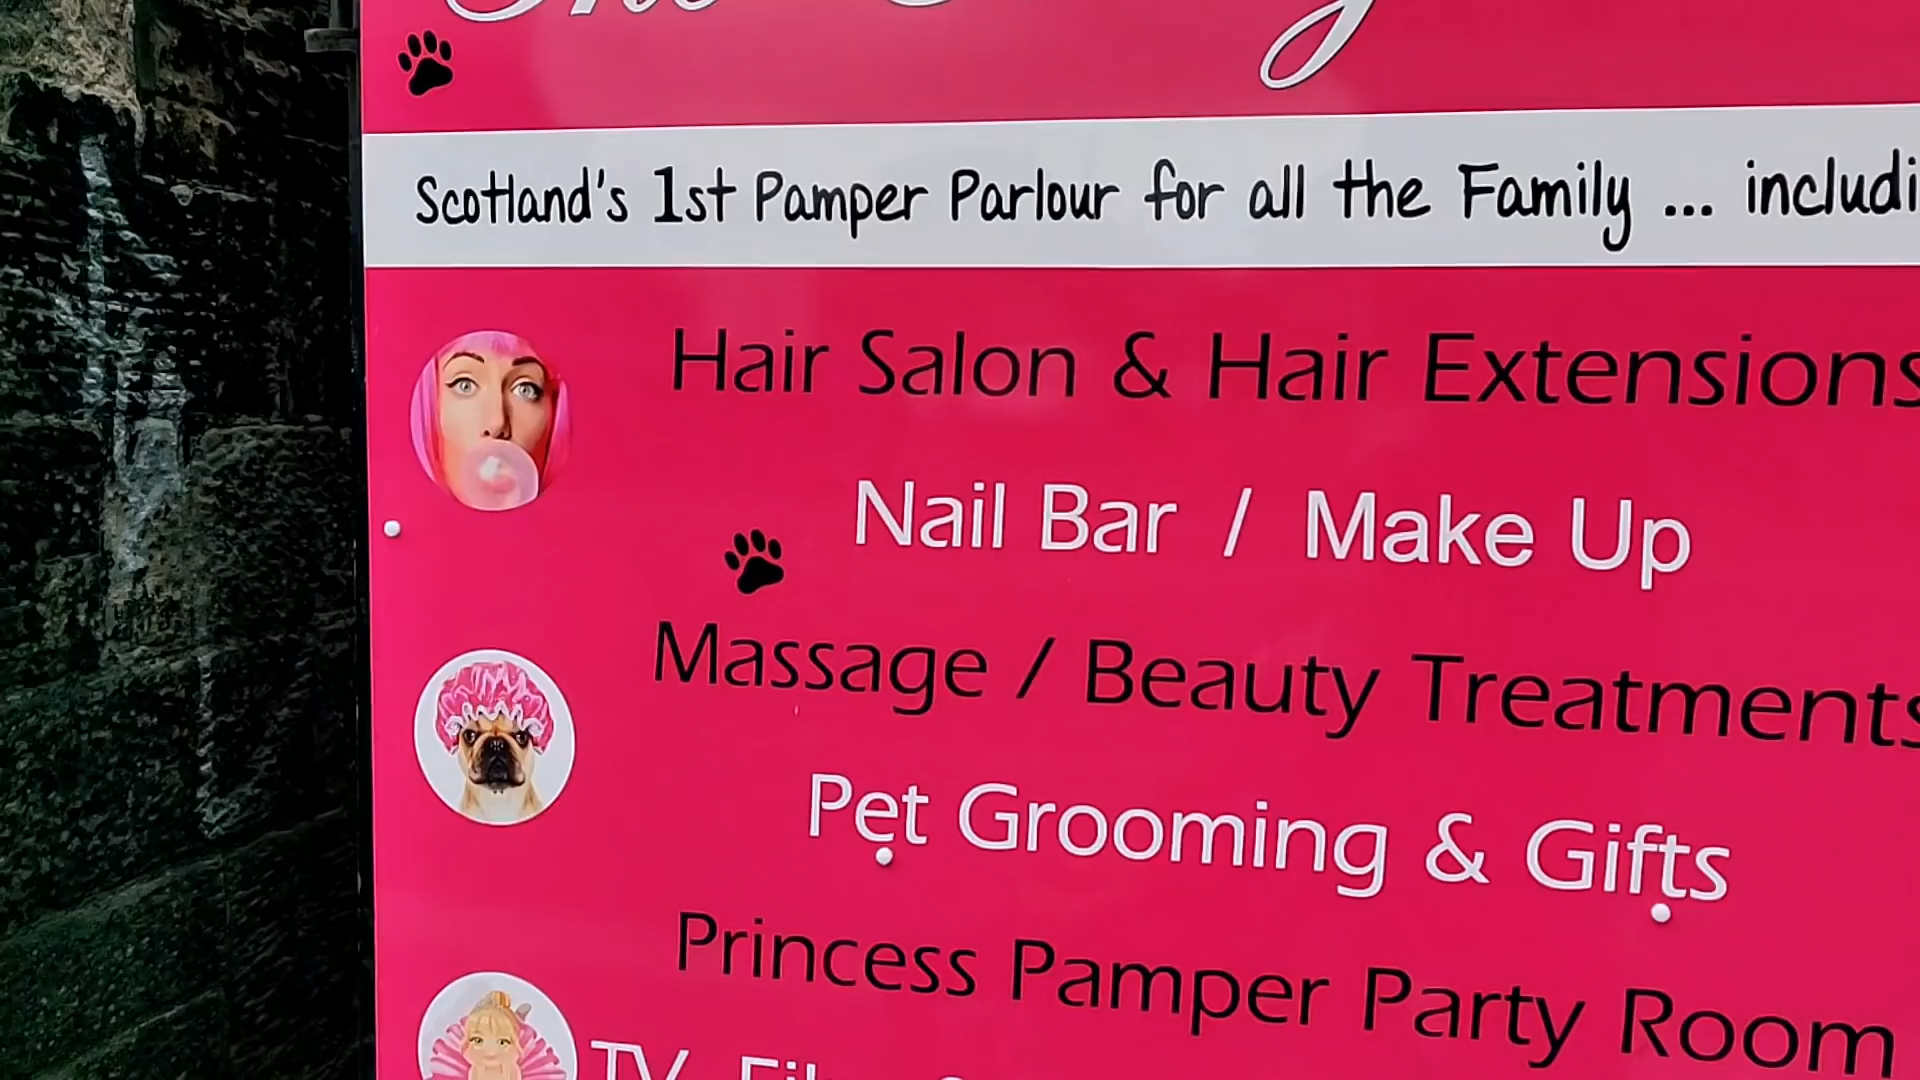 Scotland's 1st Pamper Parlour for all the Family ...
Hair Salon & Hair Extensions
Nail Bar / Make Up
Massage / Beauty Treatments
Pet Grooming & Gifts
Princess Pamper Party Room
TV